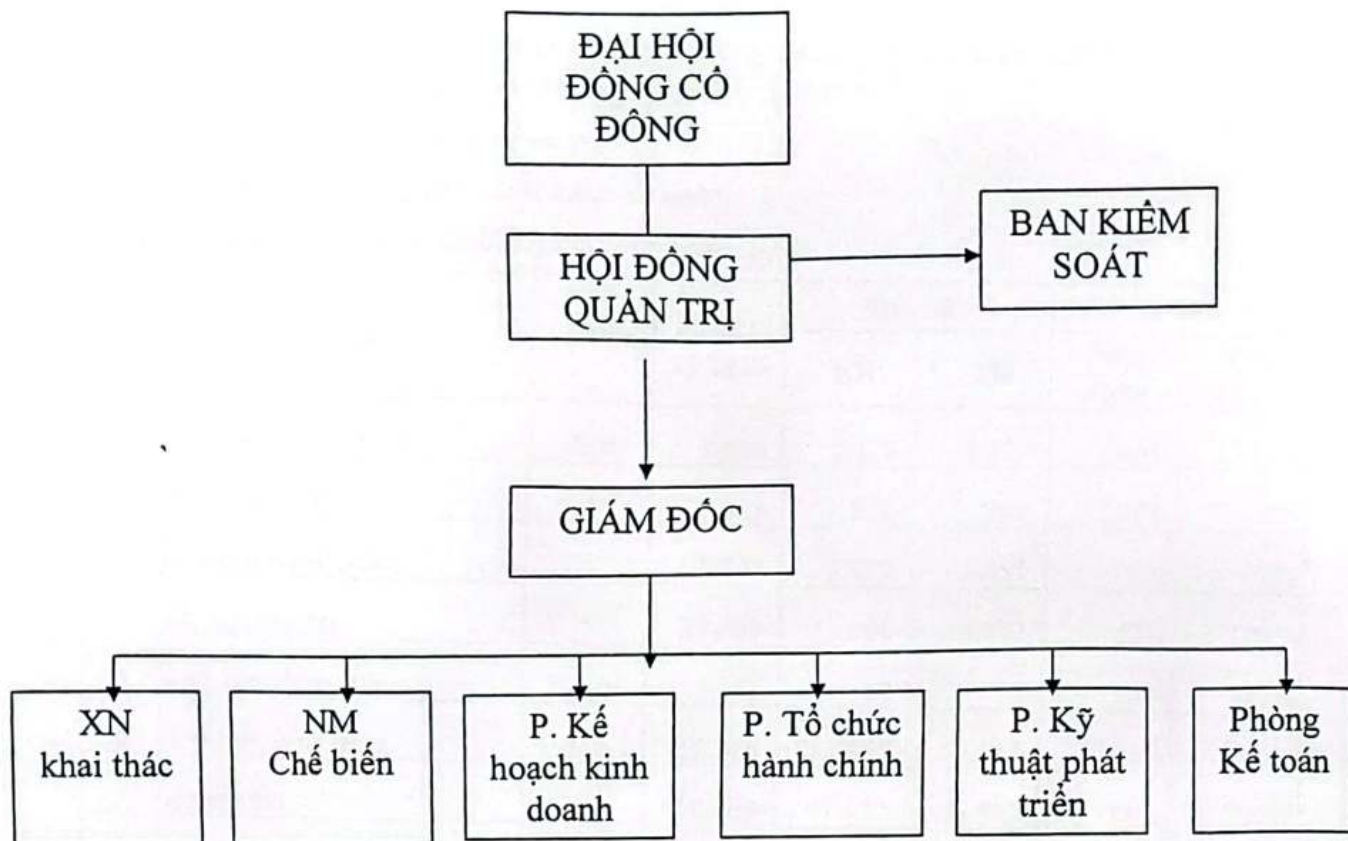 ĐẠI HỘI
ĐỒNG CỔ
ĐÔNG
BAN KIỂM
SOÁT
HỘI ĐỒNG
QUẢN TRỊ
GIÁM ĐỐC
XN
khai thác
NM
Chế biến
P. Kế
hoạch kinh
doanh
P. Tổ chức
hành chính
P. Kỹ
thuật phát
triển
Phòng
Kế toán